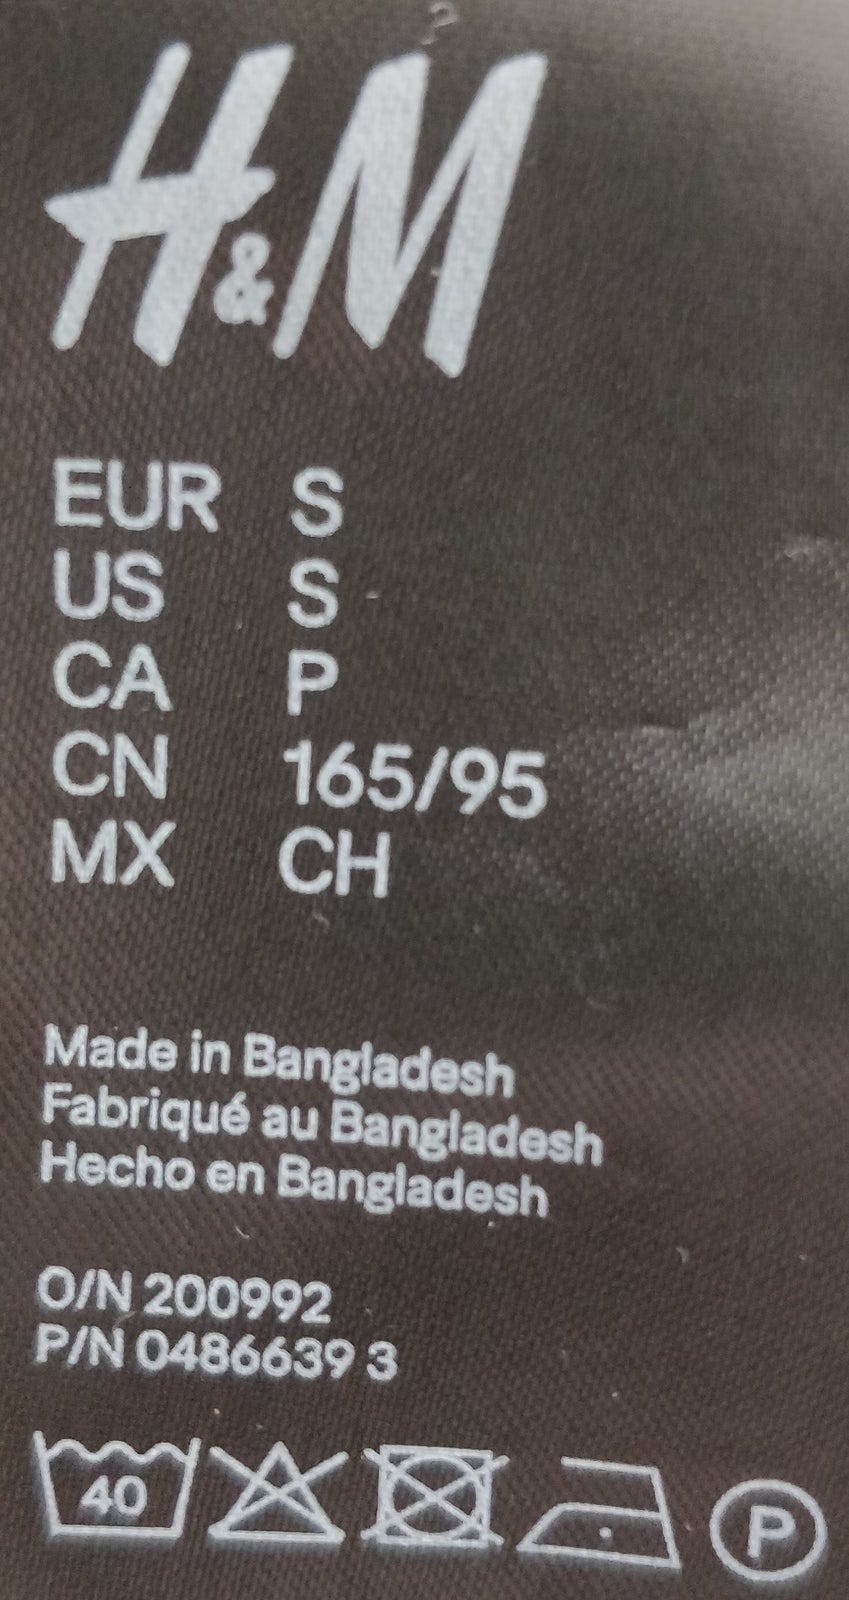 H&M
EUR S
US S
CA P
CN 165/95
MX CH
Made in Bangladesh
Fabriqué au Bangladesh
Hecho en Bangladesh
O/N 200992
P/N 0486639 3
40 P